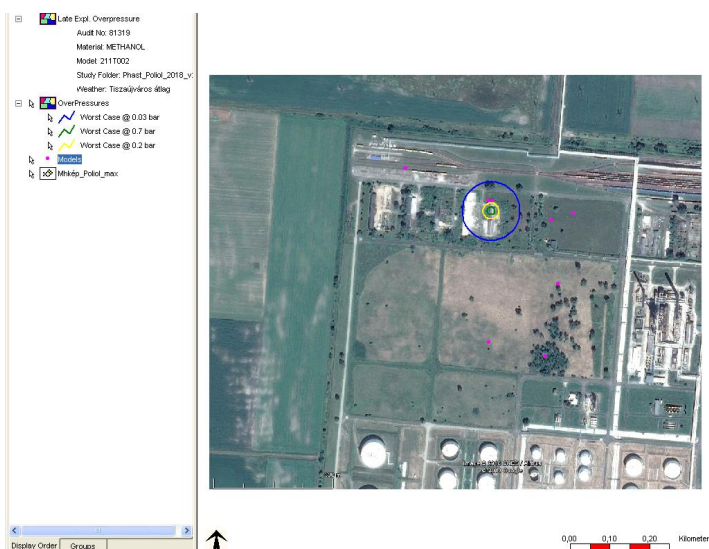 Late Expl. Overpressure
Audit No: 81319
Material: METHANOL
Model: 211T002
Study Folder: Phast_Poliol_2018_v:
Weather: Tiszaújváros átlag
OverPressures
Worst Case @ 0.03 bar
Worst Case @ 0.7 bar
Worst Case @ 0.2 bar
Models
Mhkép_Poliol_max
Display Order
Groups
0,00 0,10 0,20 Kilometer